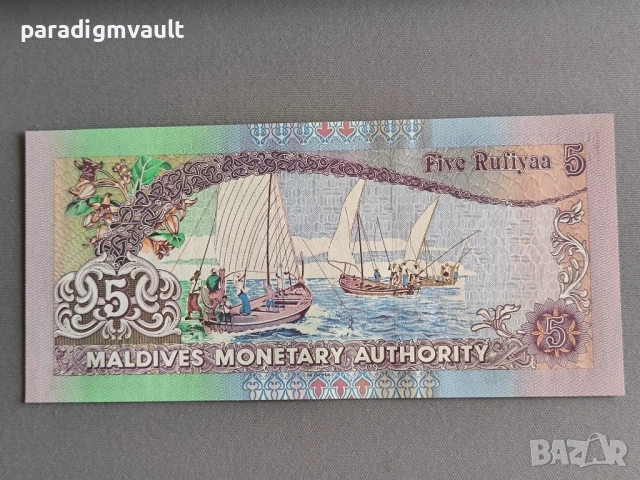 paradigmvault
Five Rufiyaa 5
5
5
MALDIVES MONETARY AUTHORITY
BAZAR